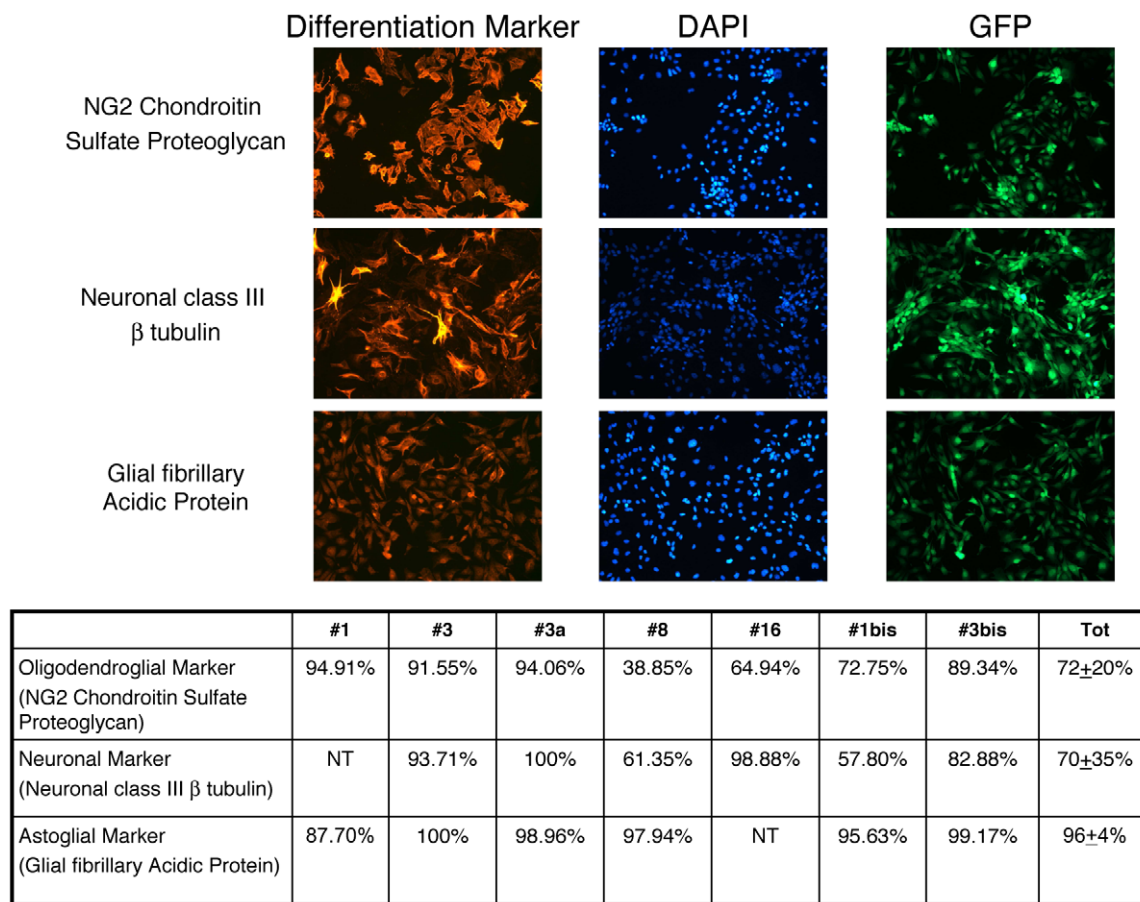 Differentiation Marker DAPI GFP
NG2 Chondroitin
Sulfate Proteoglycan
Neuronal class III
β tubulin
Glial fibrillary
Acidic Protein
#1 #3 #3a #8 #16 #1bis #3bis Tot
Oligodendroglial Marker 94.91% 91.55% 94.06% 38.85% 64.94% 72.75% 89.34% 72±20%
(NG2 Chondroitin Sulfate
Proteoglycan)
Neuronal Marker NT 93.71% 100% 61.35% 98.88% 57.80% 82.88% 70±35%
(Neuronal class III β tubulin)
Astoglial Marker 87.70% 100% 98.96% 97.94% NT 95.63% 99.17% 96±4%
(Glial fibrillary Acidic Protein)